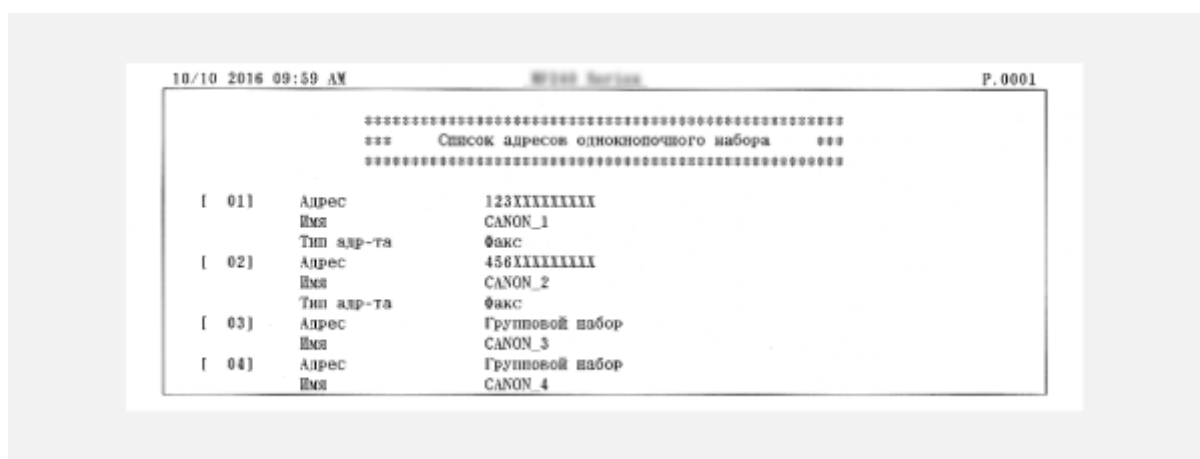 10/10 2016 09:59 AM P.0001
***************************************************
*** Список адресов однокнопочного набора ***
***************************************************
[ 01] Адрес 123XXXXXXXXX
Имя CANON_1
Тип адр-та Факс
[ 02] Адрес 456XXXXXXXXX
Имя CANON_2
Тип адр-та Факс
[ 03] Адрес Групповой набор
Имя CANON_3
[ 04] Адрес Групповой набор
Имя CANON_4